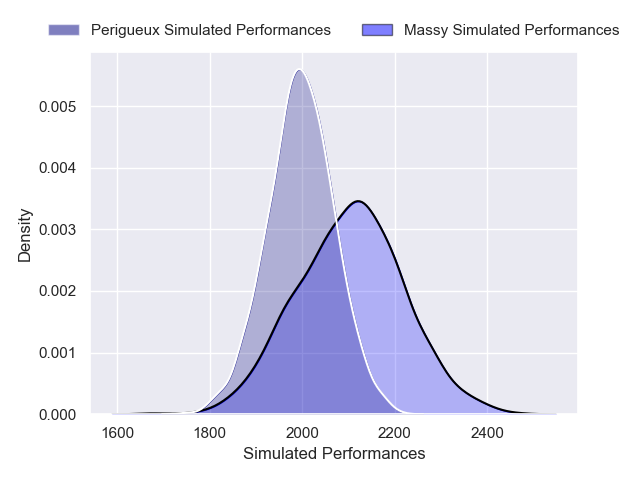 Perigueux Simulated Performances
Massy Simulated Performances
0.005
0.004
0.003
0.002
0.001
0.000
Density
1600
1800
2000
2200
2400
Simulated Performances